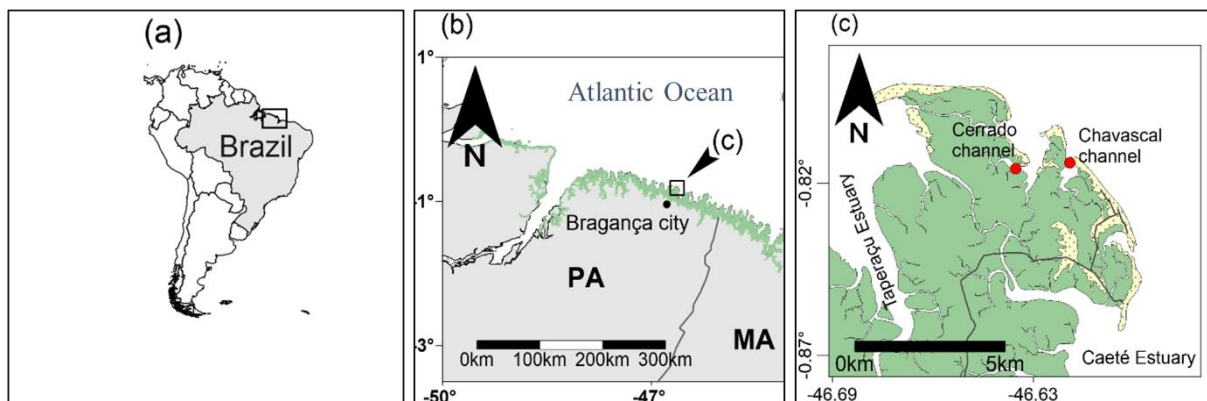 (a)
Brazil
(b)
1°
Atlantic Ocean
N
(c)
1°
Bragança city
PA
MA
0km 100km 200km 300km
3°
-50° -47°
(c)
N
Cerrado
channel
Chavascal
channel
-0.82
Taperaçu Estuary
0km 5km
Caeté Estuary
-0.87
-46.69 -46.63